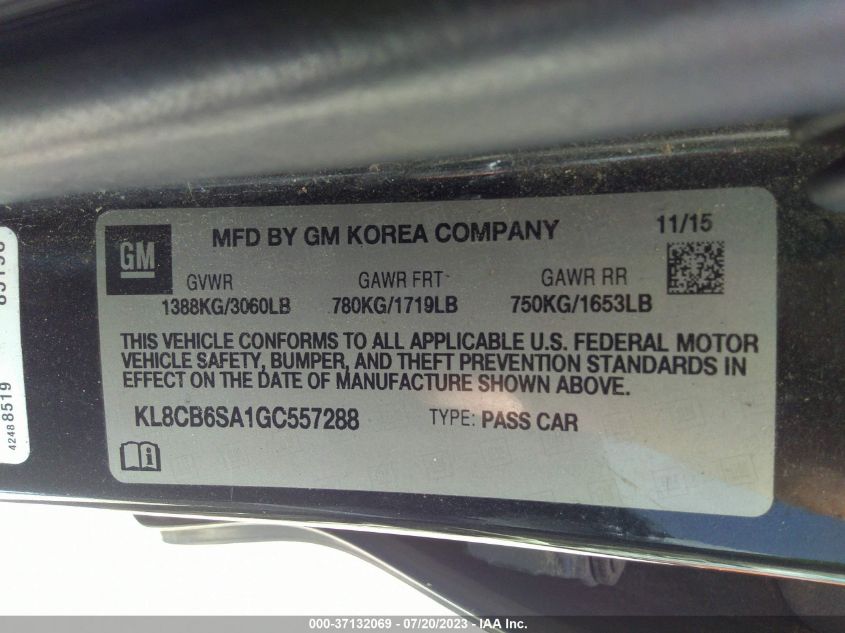 MFD BY GM KOREA COMPANY 11/15
GM
GVWR GAWR FRT GAWR RR
1388KG/3060LB 780KG/1719LB 750KG/1653LB
THIS VEHICLE CONFORMS TO ALL APPLICABLE U.S. FEDERAL MOTOR
VEHICLE SAFETY, BUMPER, AND THEFT PREVENTION STANDARDS IN
EFFECT ON THE DATE OF MANUFACTURE SHOWN ABOVE.
KL8CB6SA1GC557288 TYPE: PASS CAR
42488519
000-37132069 / 07/20/2023 - IAA Inc.